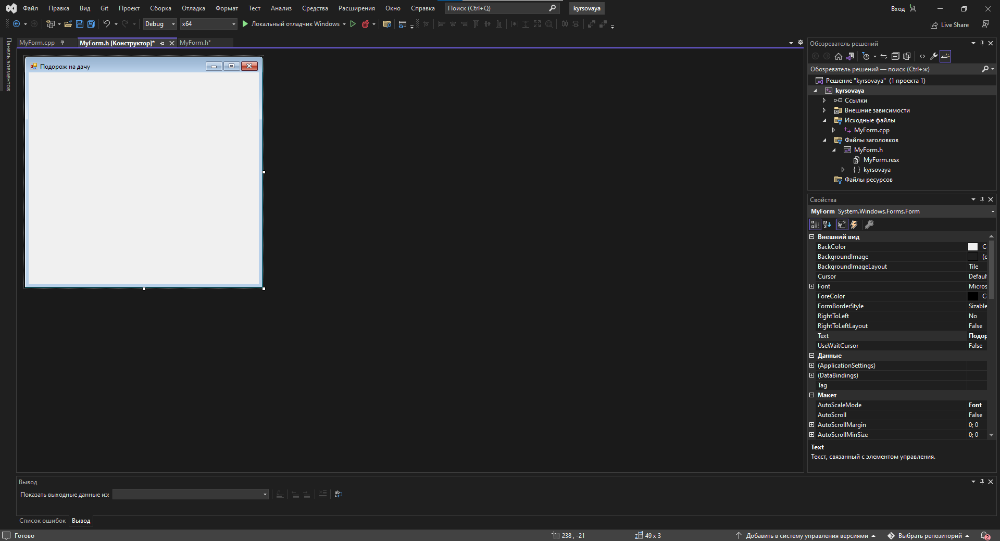 Файл Правка Вид Git Проект Сборка Отладка Формат Тест Анализ Средства Расширения Окно Справка Поиск (Ctrl+Q) kyrsovaya Вход
Debug x64 Локальный отладчик Windows Live Share
MyForm.cpp MyForm.h [Конструктор]* MyForm.h*
Панель элементов
Подорож на дачу
Обозреватель решений
Обозреватель решений — поиск (Ctrl+ж)
Решение "kyrsovaya" (1 проекта 1)
kyrsovaya
Ссылки
Внешние зависимости
Исходные файлы
MyForm.cpp
Файлы заголовков
MyForm.h
MyForm.resx
{ } kyrsovaya
Файлы ресурсов
Свойства
MyForm System.Windows.Forms.Form
Внешний вид
BackColor C
BackgroundImage (с
BackgroundImageLayout Tile
Cursor Defaul
Font Micros
ForeColor C
FormBorderStyle Sizable
RightToLeft No
RightToLeftLayout False
Text Подор
UseWaitCursor False
Данные
(ApplicationSettings)
(DataBindings)
Tag
Макет
AutoScaleMode Font
AutoScroll False
AutoScrollMargin 0; 0
AutoScrollMinSize 0; 0
Text
Текст, связанный с элементом управления.
Вывод
Показать выходные данные из:
Список ошибок Вывод
Готово 238 , -21 49 x 3 Добавить в систему управления версиями Выбрать репозиторий 2